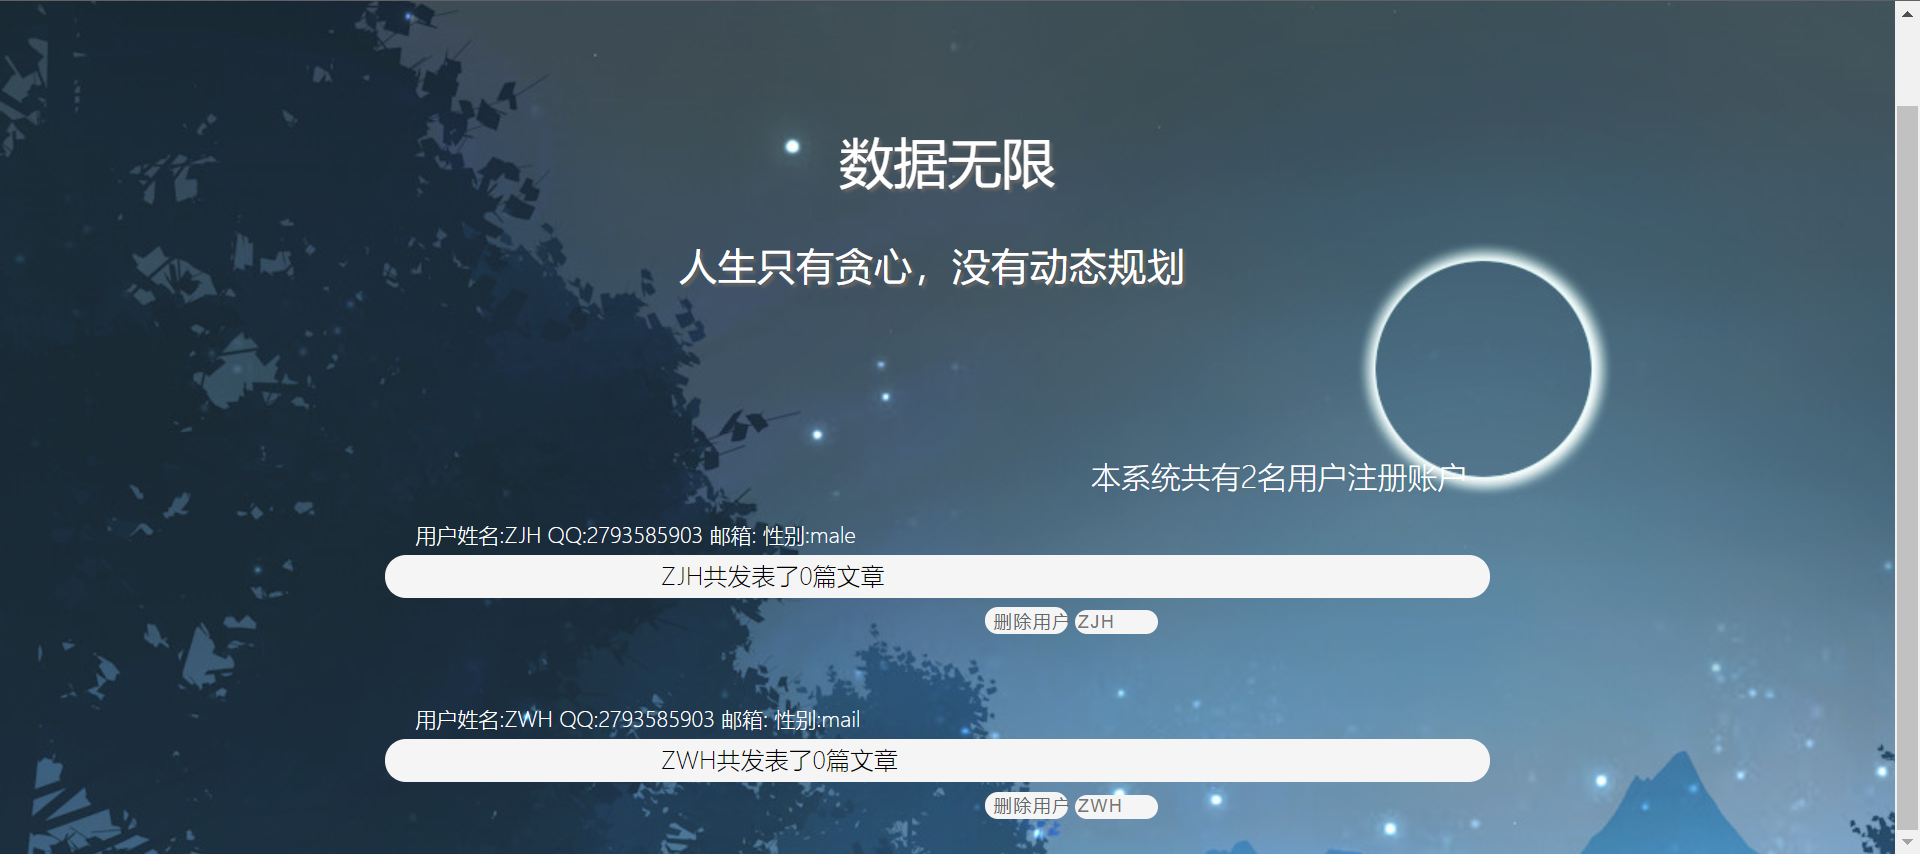 数据无限
人生只有贪心，没有动态规划
本系统共有2名用户注册账户
用户姓名:ZJH QQ:2793585903 邮箱: 性别:male
ZJH共发表了0篇文章
删除用户 ZJH
用户姓名:ZWH QQ:2793585903 邮箱: 性别:mail
ZWH共发表了0篇文章
删除用户 ZWH